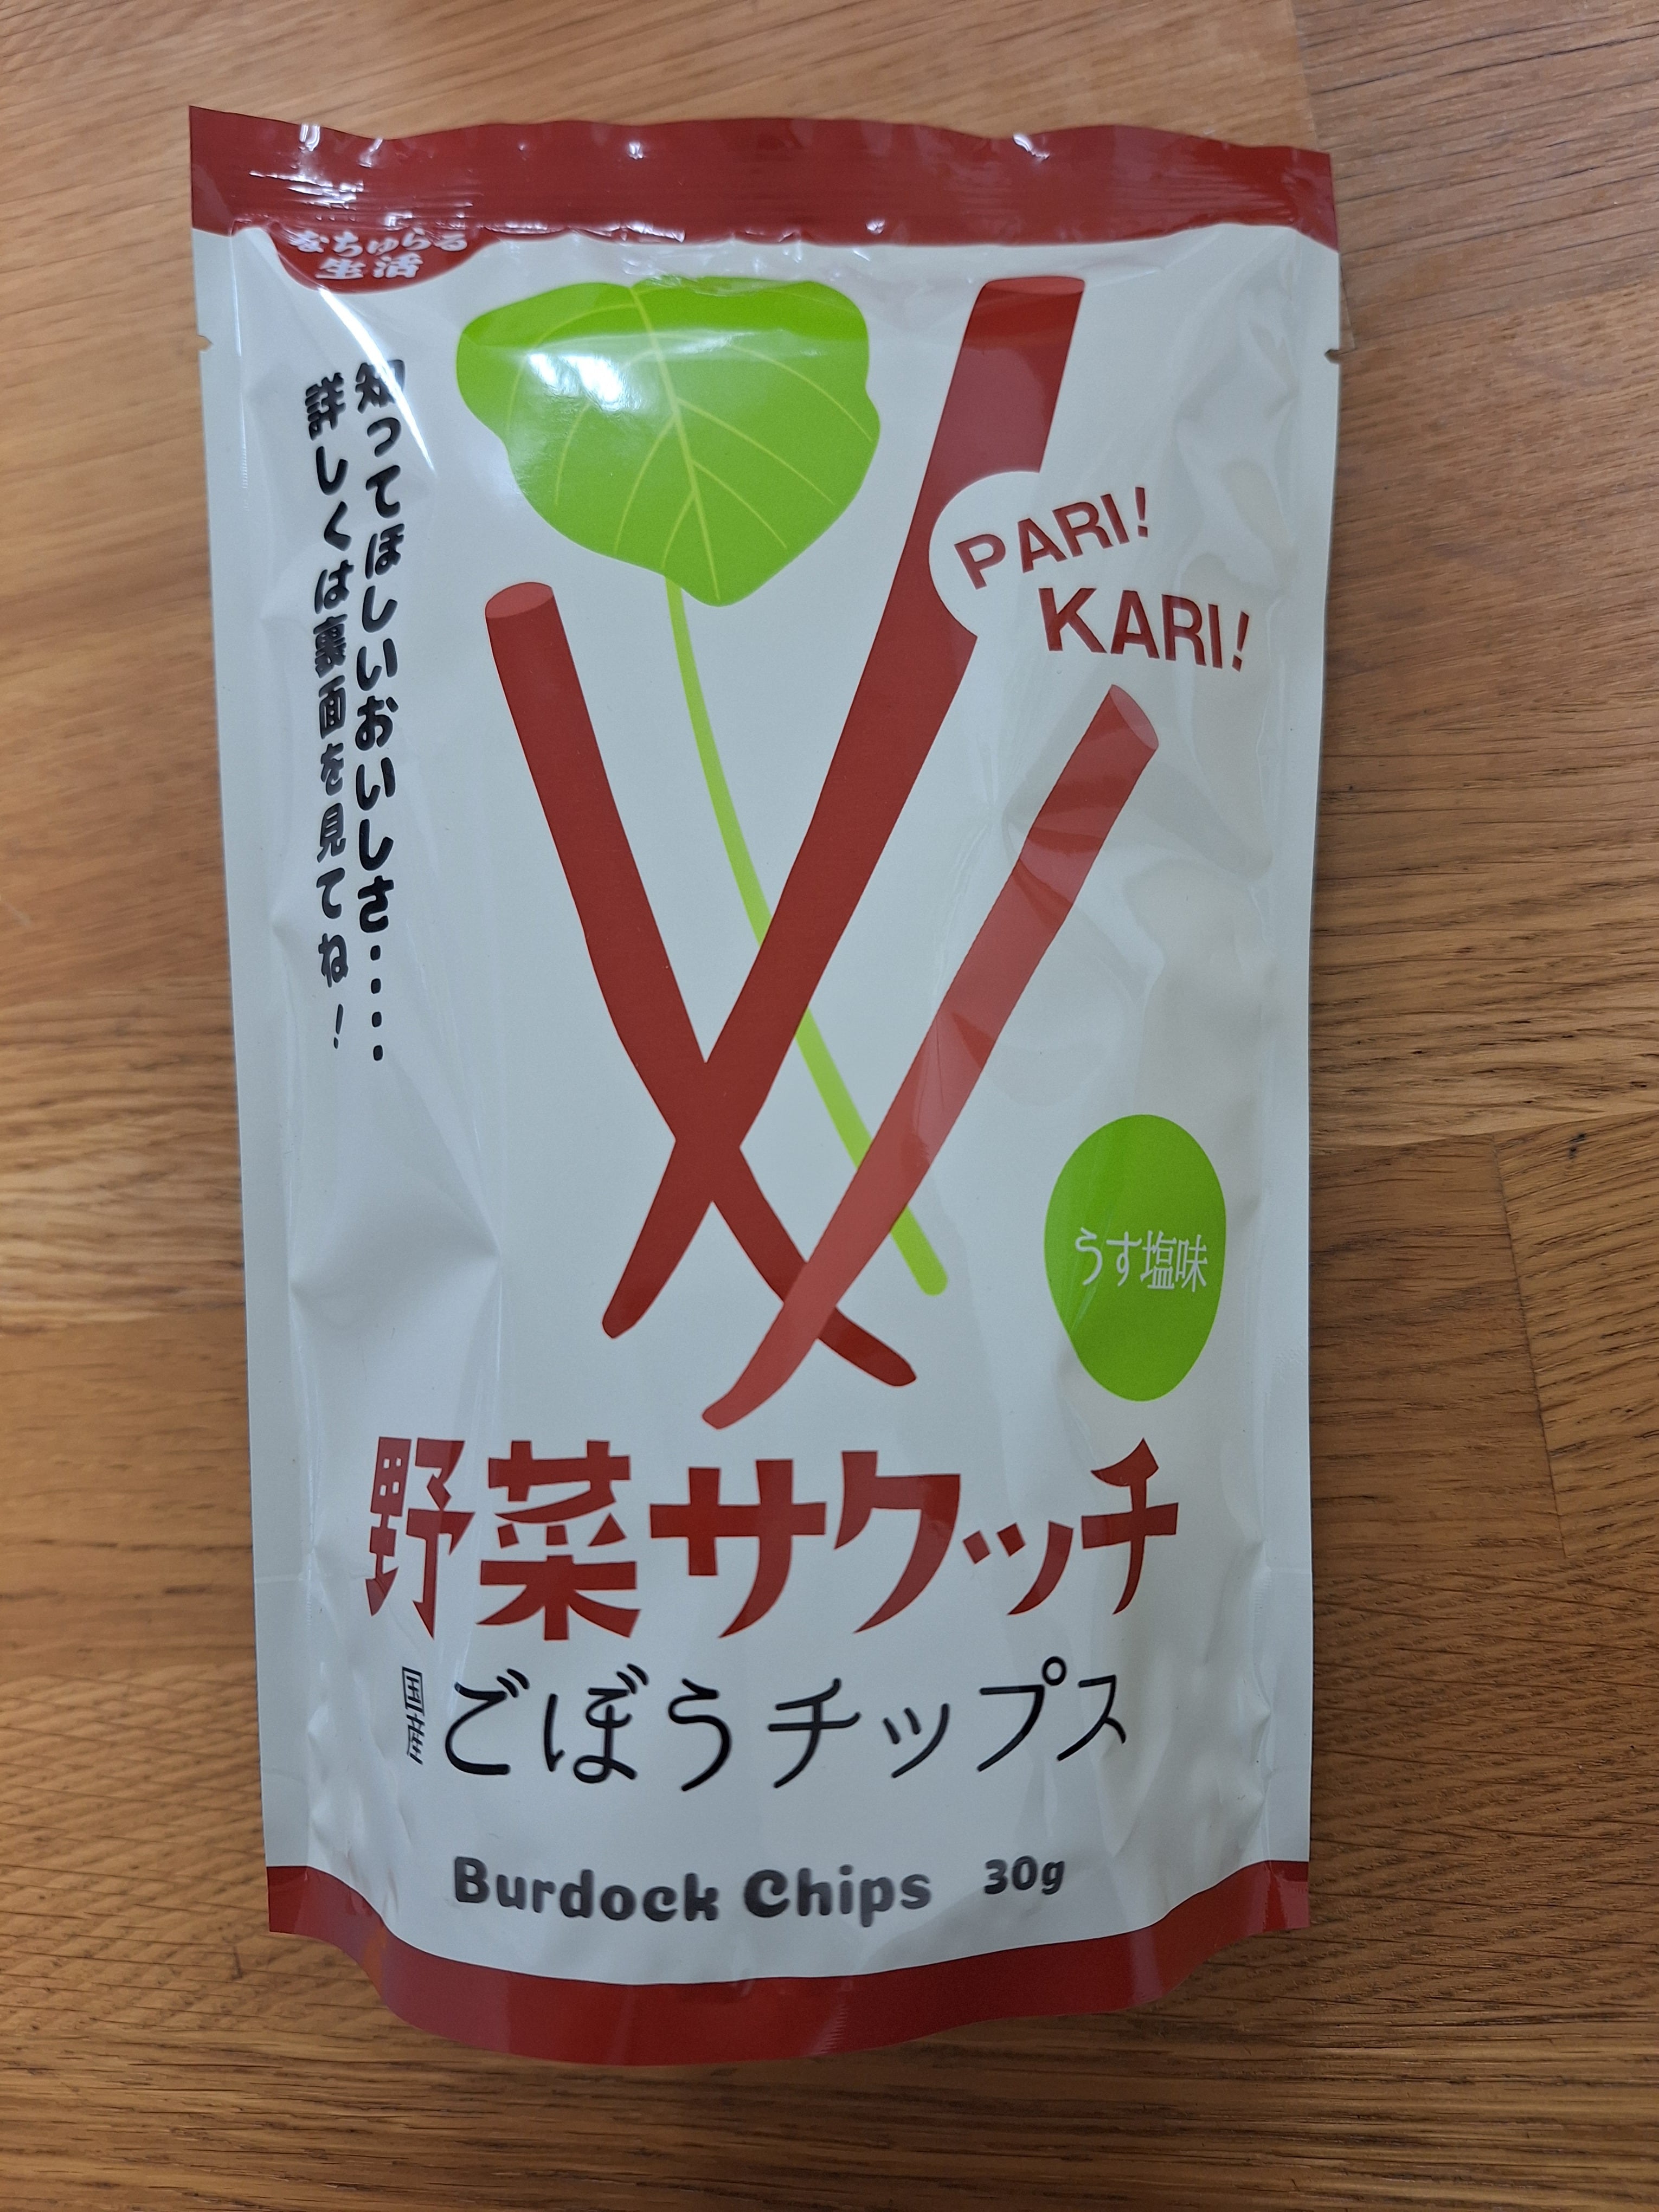 なちゅらる
生活
知ってほしいおいしさ・・・・
詳しくは裏面を見てね！
PARI!
KARI!
うす塩味
野菜サクッチ
国産
ごぼうチップス
Burdock Chips 30g